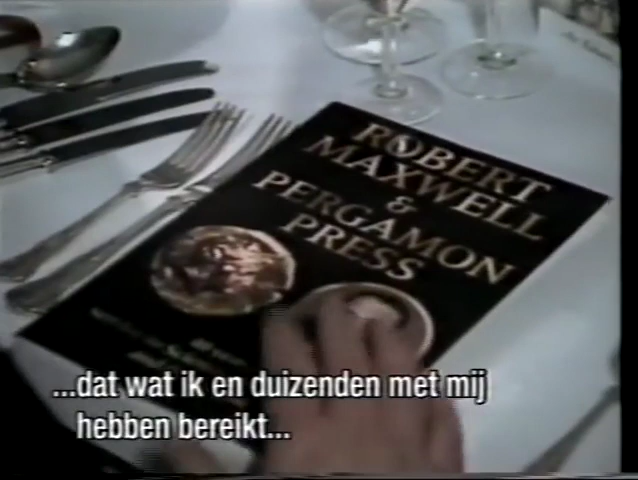 ROBERT
MAXWELL
&
PERGAMON
PRESS
...dat wat ik en duizenden met mij
hebben bereikt...